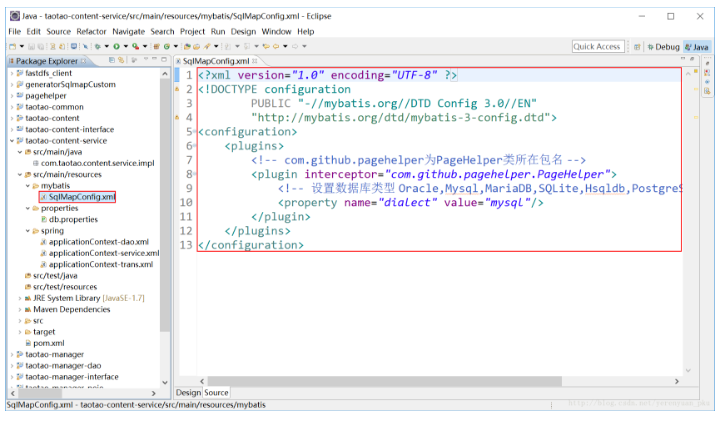 Java - taotao-content-service/src/main/resources/mybatis/SqlMapConfig.xml - Eclipse
File Edit Source Refactor Navigate Search Project Run Design Window Help
Quick Access Debug Java
Package Explorer
fastdfs_client
generatorSqlmapCustom
pagehelper
taotao-common
taotao-content
taotao-content-interface
taotao-content-service
src/main/java
com.taotao.content.service.impl
src/main/resources
mybatis
SqlMapConfig.xml
properties
db.properties
spring
applicationContext-dao.xml
applicationContext-service.xml
applicationContext-trans.xml
src/test/java
src/test/resources
JRE System Library [JavaSE-1.7]
Maven Dependencies
src
target
pom.xml
taotao-manager
taotao-manager-dao
taotao-manager-interface
taotao-manager-pojo
SqlMapConfig.xml
1 <?xml version="1.0" encoding="UTF-8" ?>
2 <!DOCTYPE configuration
3 PUBLIC "-//mybatis.org//DTD Config 3.0//EN"
4 "http://mybatis.org/dtd/mybatis-3-config.dtd">
5 <configuration>
6 <plugins>
7 <!-- com.github.pagehelper为PageHelper类所在包名 -->
8 <plugin interceptor="com.github.pagehelper.PageHelper">
9 <!-- 设置数据库类型 Oracle,Mysql,MariaDB,SQLite,Hsqldb,PostgreS
10 <property name="dialect" value="mysql"/>
11 </plugin>
12 </plugins>
13 </configuration>
Design Source
SqlMapConfig.xml - taotao-content-service/src/main/resources/mybatis